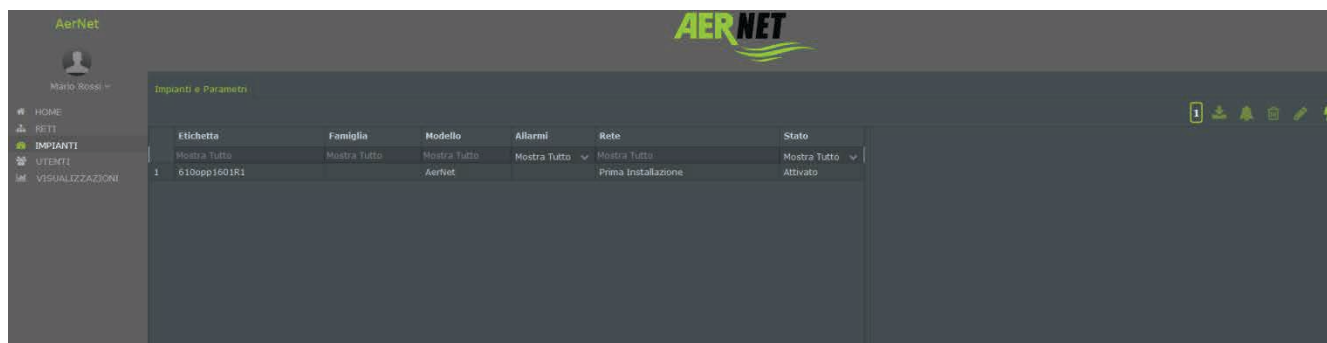 AerNet
AERNET
Mario Rossi
Impianti e Parametri
HOME
RETI
IMPIANTI
UTENTI
VISUALIZZAZIONI
1
Etichetta Famiglia Modello Allarmi Rete Stato
Mostra Tutto Mostra Tutto Mostra Tutto Mostra Tutto Mostra Tutto Mostra Tutto
1 610opp1601R1 AerNet Prima Installazione Attivato